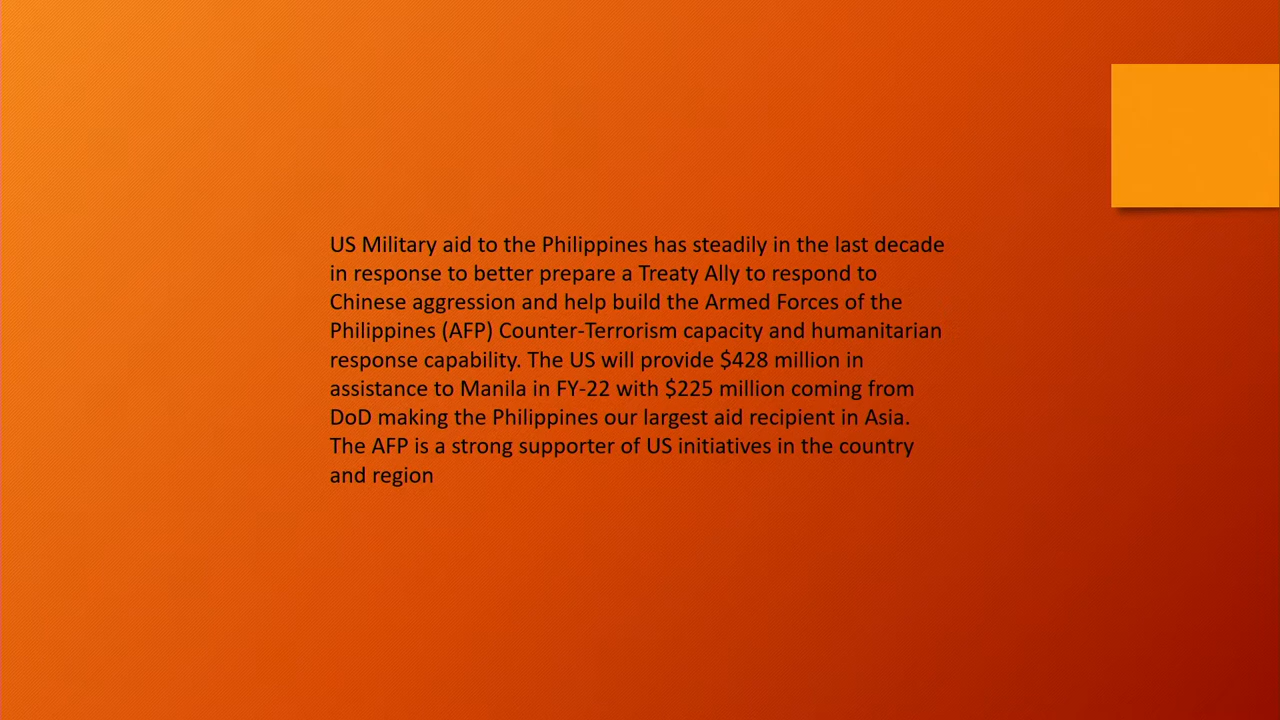 US Military aid to the Philippines has steadily in the last decade
in response to better prepare a Treaty Ally to respond to
Chinese aggression and help build the Armed Forces of the
Philippines (AFP) Counter-Terrorism capacity and humanitarian
response capability. The US will provide $428 million in
assistance to Manila in FY-22 with $225 million coming from
DoD making the Philippines our largest aid recipient in Asia.
The AFP is a strong supporter of US initiatives in the country
and region